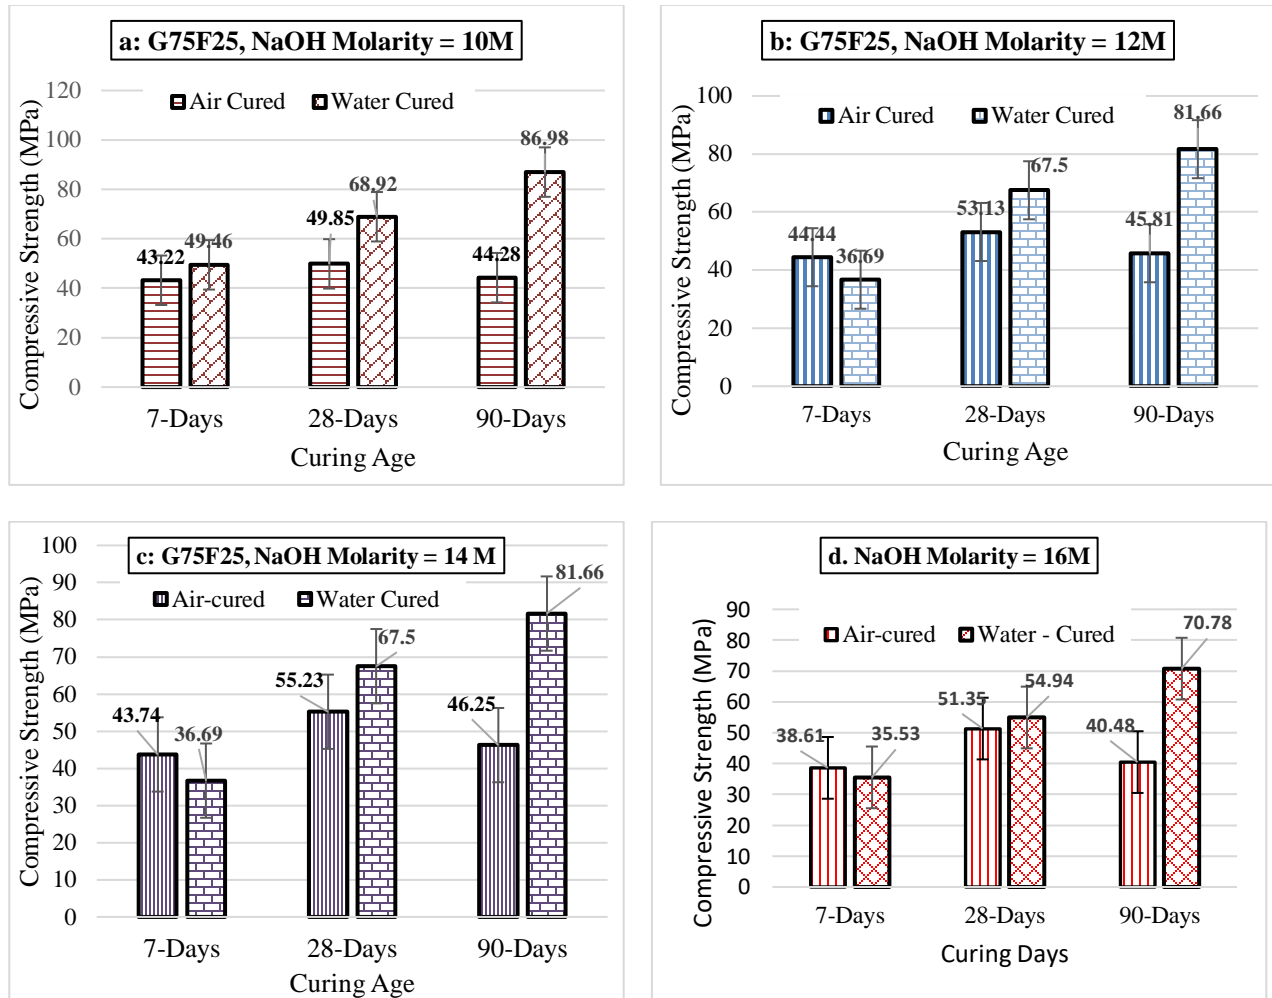 a: G75F25, NaOH Molarity = 10M
Compressive Strength (MPa)
120
100
80
60
40
20
0
Air Cured Water Cured
43.22 49.46 49.85 68.92 44.28 86.98
7-Days 28-Days 90-Days
Curing Age
b: G75F25, NaOH Molarity = 12M
Compressive Strength (MPa)
100
80
60
40
20
0
Air Cured Water Cured
44.44 36.69 53.13 67.5 45.81 81.66
7-Days 28-Days 90-Days
Curing Age
c: G75F25, NaOH Molarity = 14 M
Compressive Strength (MPa)
100
90
80
70
60
50
40
30
20
10
0
Air-cured Water Cured
43.74 36.69 55.23 67.5 46.25 81.66
7-Days 28-Days 90-Days
Curing Age
d. NaOH Molarity = 16M
Compressive Strength (MPa)
90
80
70
60
50
40
30
20
10
0
Air-cured Water - Cured
38.61 35.53 51.35 54.94 40.48 70.78
7-Days 28-Days 90-Days
Curing Days